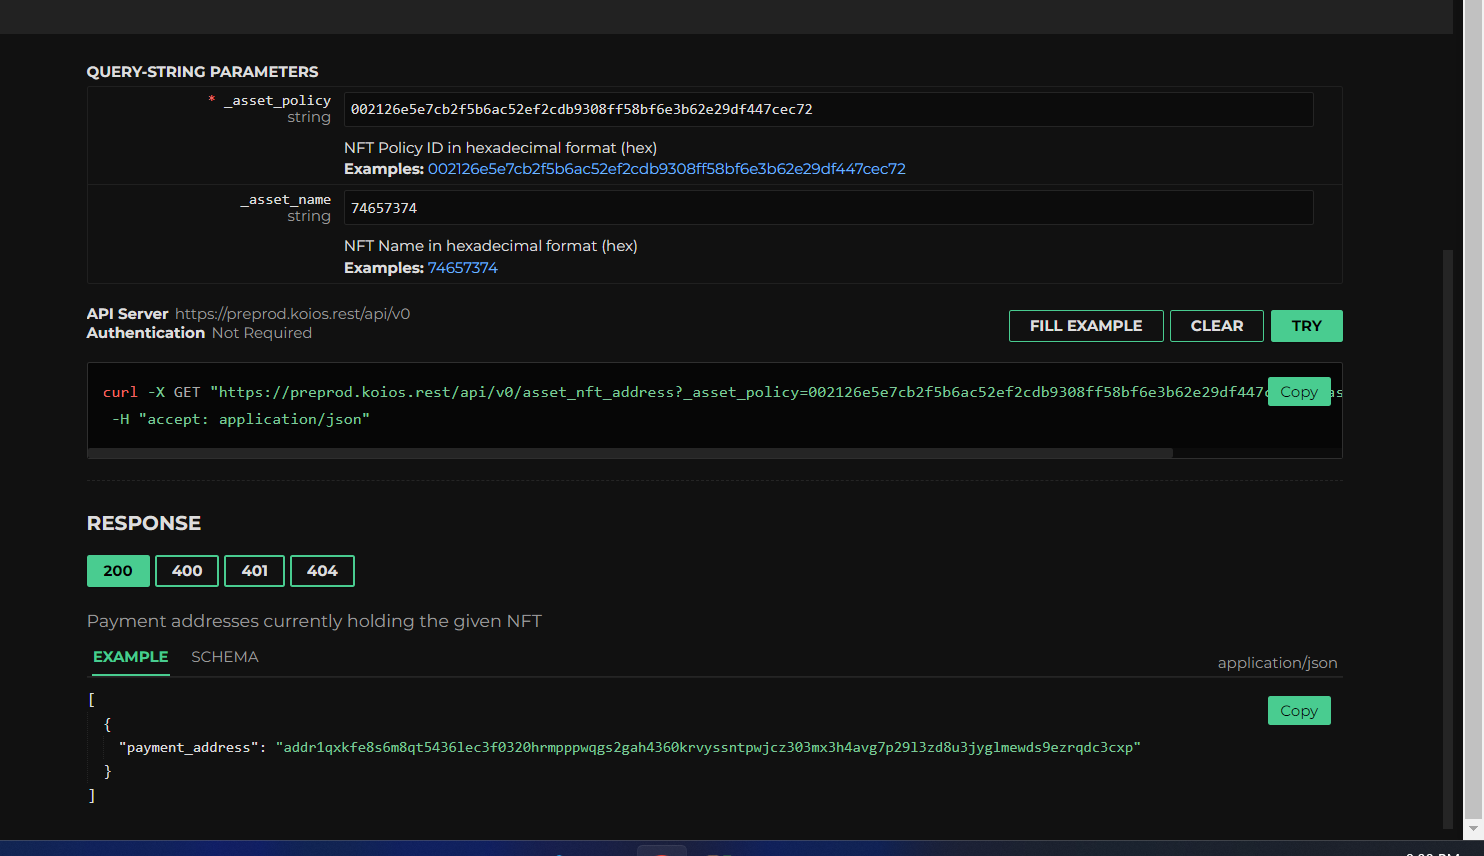 QUERY-STRING PARAMETERS
* _asset_policy
string
002126e5e7cb2f5b6ac52ef2cdb9308ff58bf6e3b62e29df447cec72
NFT Policy ID in hexadecimal format (hex)
Examples: 002126e5e7cb2f5b6ac52ef2cdb9308ff58bf6e3b62e29df447cec72
_asset_name
string
74657374
NFT Name in hexadecimal format (hex)
Examples: 74657374
API Server https://preprod.koios.rest/api/v0
Authentication Not Required
FILL EXAMPLE
CLEAR
TRY
curl -X GET "https://preprod.koios.rest/api/v0/asset_nft_address?_asset_policy=002126e5e7cb2f5b6ac52ef2cdb9308ff58bf6e3b62e29df447
Copy
-H "accept: application/json"
RESPONSE
200 400 401 404
Payment addresses currently holding the given NFT
EXAMPLE SCHEMA
application/json
[
Copy
{
"payment_address": "addr1qxkfe8s6m8qt5436lec3f0320hrmpppwqgs2gah4360krvyssntpwjcz303mx3h4avg7p29l3zd8u3jyglmewds9ezrqdc3cxp"
}
]